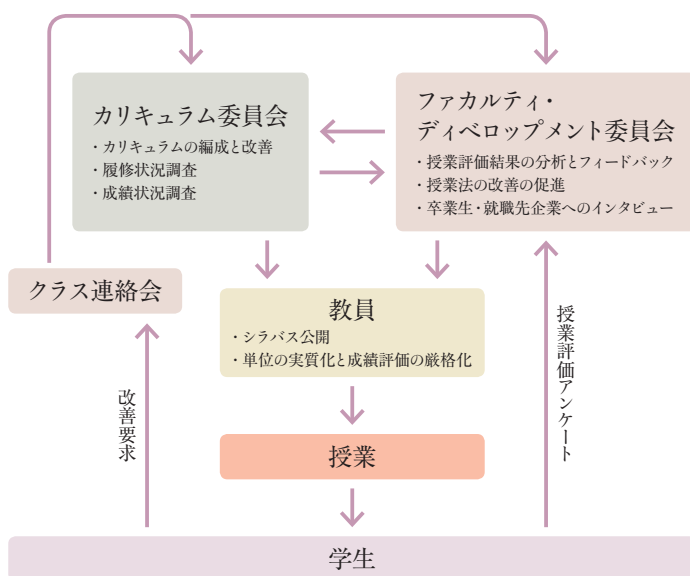 カリキュラム委員会
・カリキュラムの編成と改善
・履修状況調査
・成績状況調査
ファカルティ・
ディベロップメント委員会
・授業評価結果の分析とフィードバック
・授業法の改善の促進
・卒業生・就職先企業へのインタビュー
クラス連絡会
教員
・シラバス公開
・単位の実質化と成績評価の厳格化
改善要求
授業評価アンケート
授業
学生